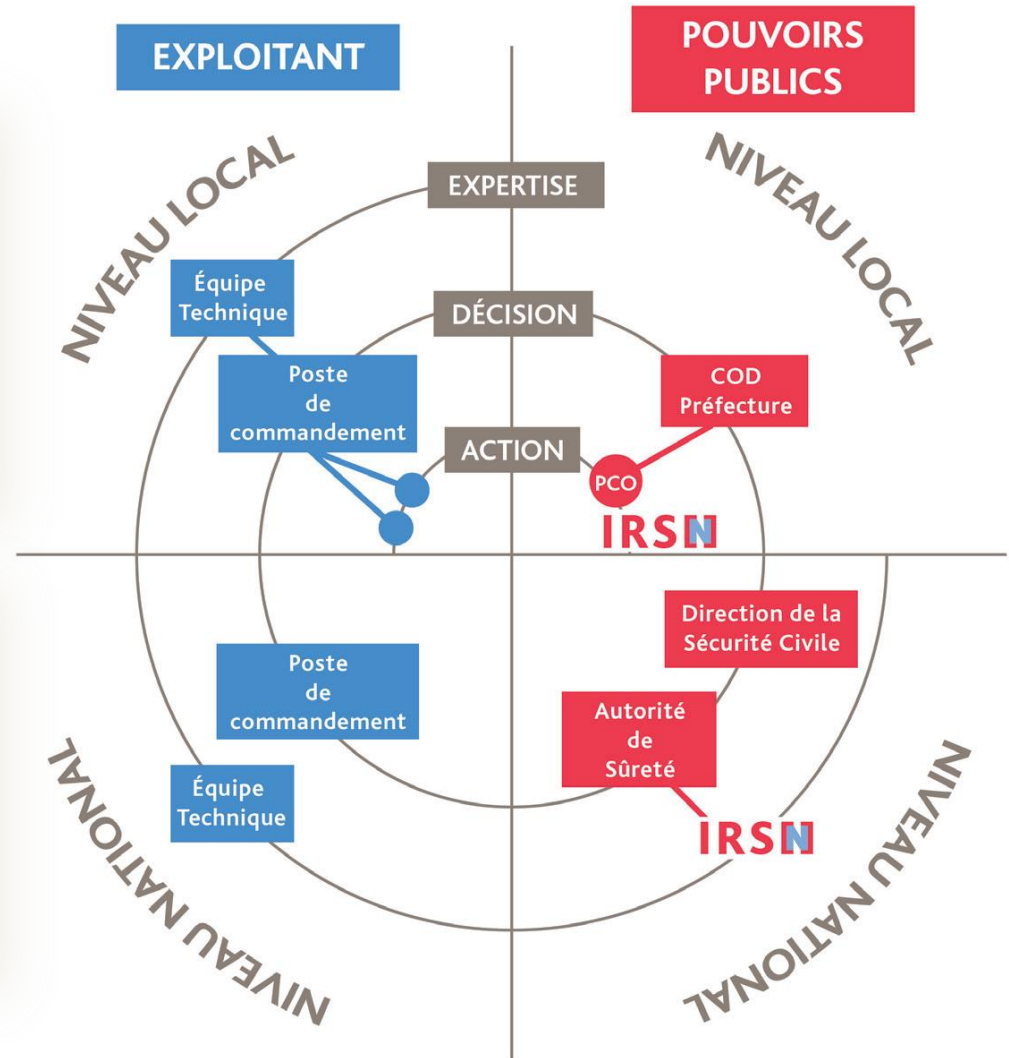 EXPLOITANT
POUVOIRS
PUBLICS
NIVEAU LOCAL
NIVEAU LOCAL
EXPERTISE
Équipe
Technique
DÉCISION
Poste
de
commandement
COD
Préfecture
ACTION
PCO
IRSN
Direction de la
Sécurité Civile
Poste
de
commandement
Autorité
de
Sûreté
Équipe
Technique
IRSN
NIVEAU NATIONAL
NIVEAU NATIONAL